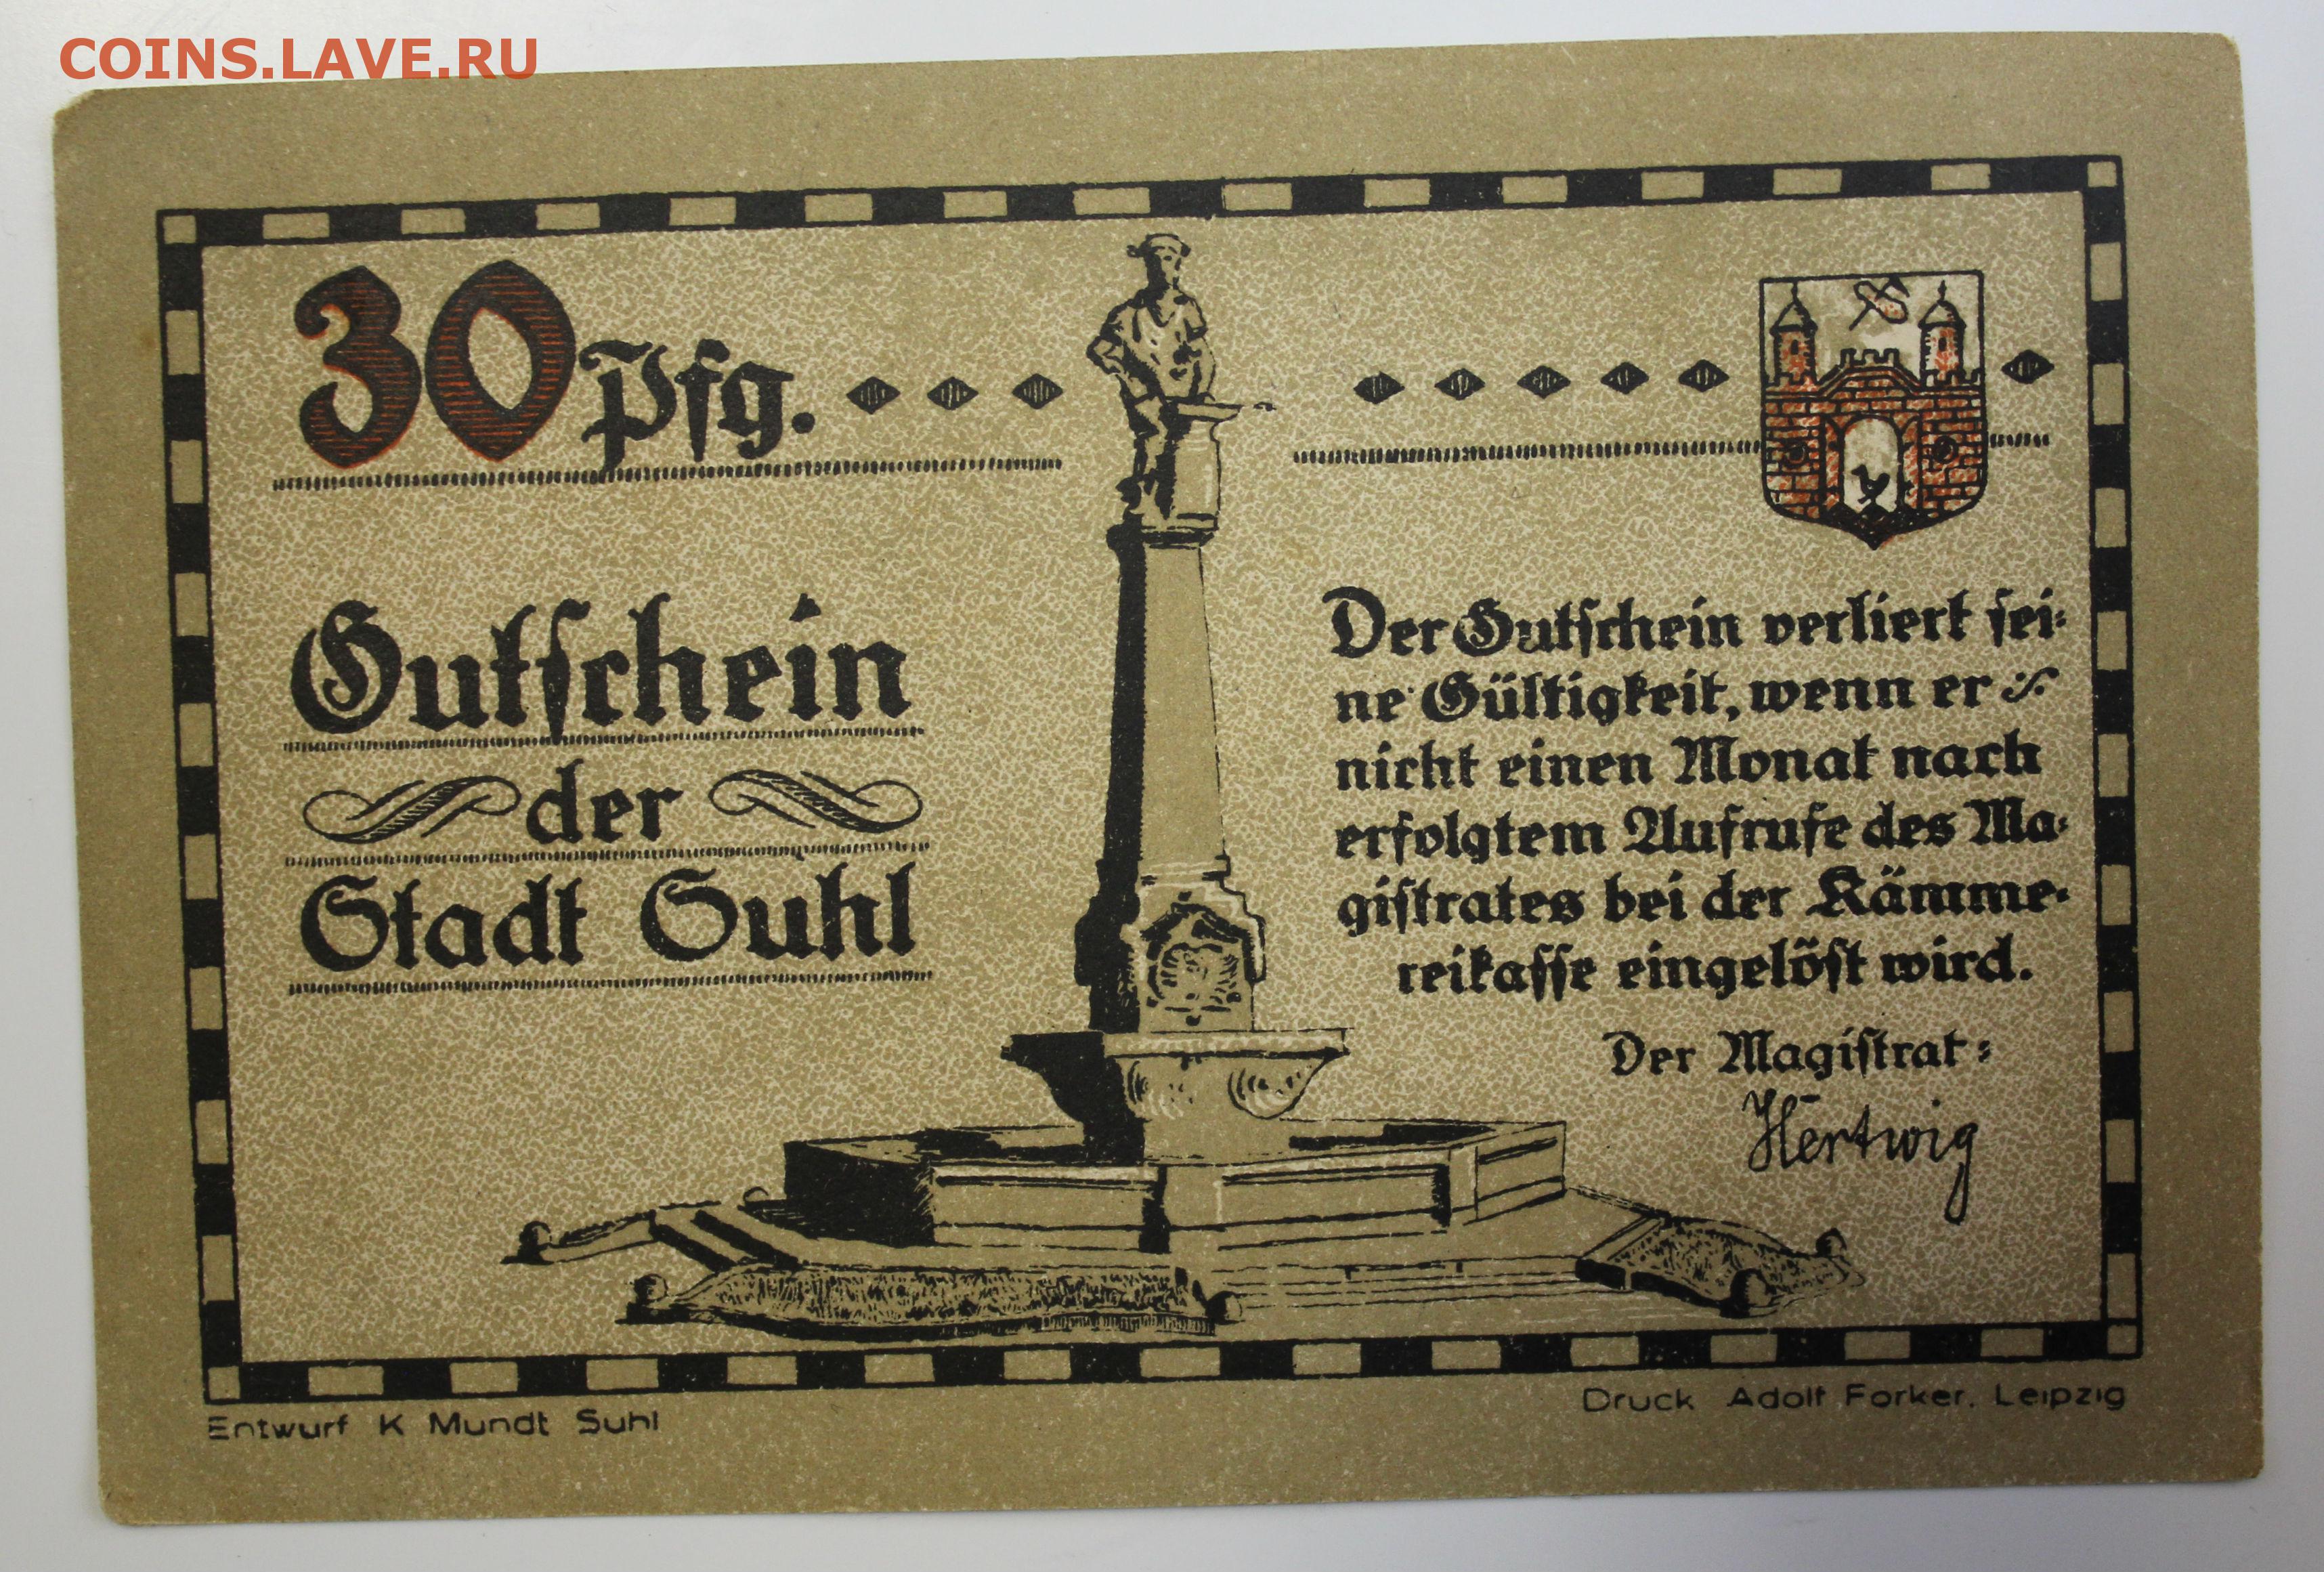 COINS.LAVE.RU
30 Pfg.
Gutschein
der
Stadt Suhl
Der Gutschein verliert sei-
ne Gültigkeit, wenn er
nicht einen Monat nach
erfolgtem Aufrufe des Ma-
gistrates bei der Kämme-
reikasse eingelöst wird.
Der Magistrat:
Hertwig
Entwurf K Mundt Suhl
Druck Adolf Forker, Leipzig